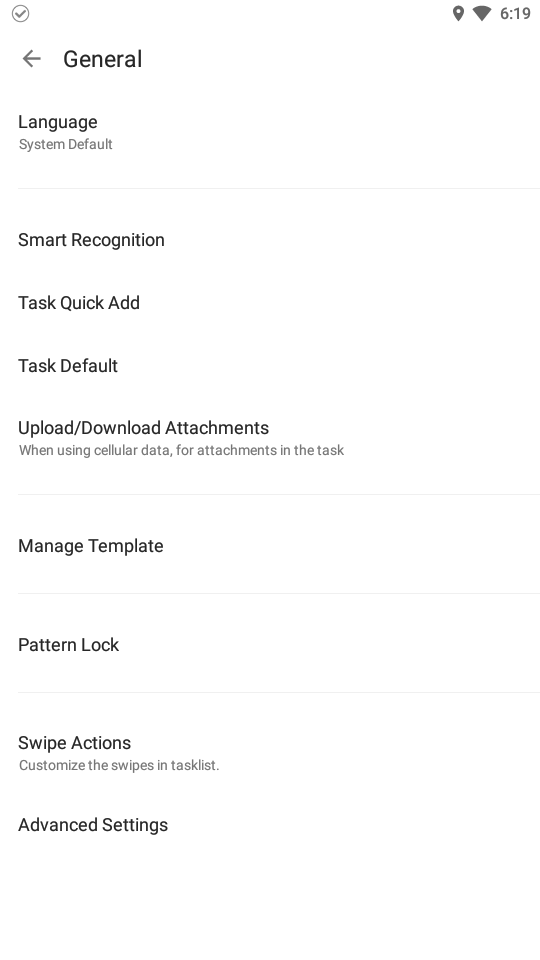 6:19
General
Language
System Default
Smart Recognition
Task Quick Add
Task Default
Upload/Download Attachments
When using cellular data, for attachments in the task
Manage Template
Pattern Lock
Swipe Actions
Customize the swipes in tasklist.
Advanced Settings